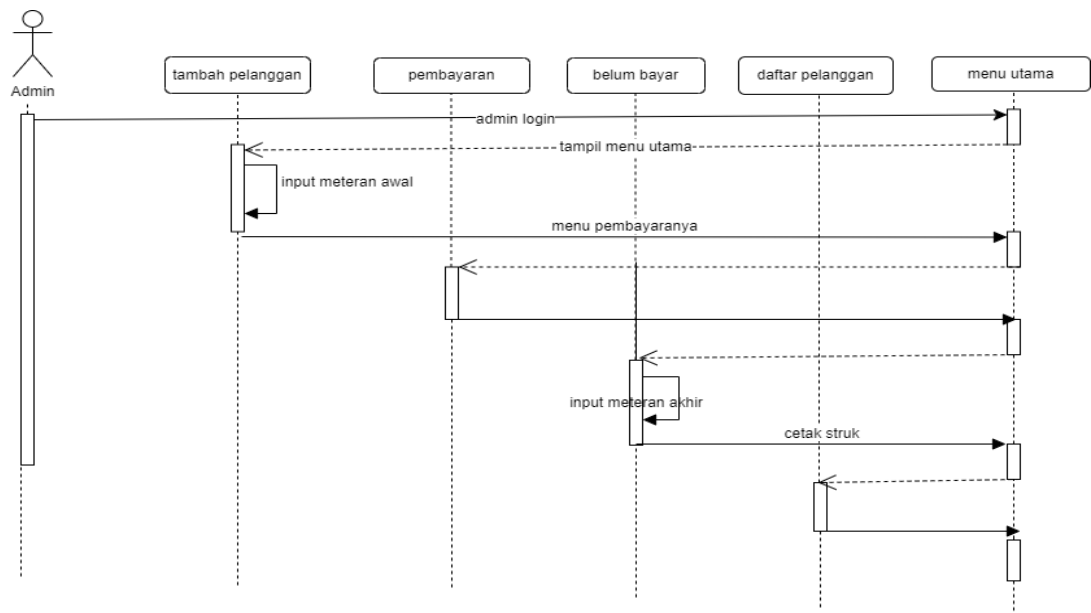 Admin
tambah pelanggan
pembayaran
belum bayar
daftar pelanggan
menu utama
admin login
tampil menu utama
input meteran awal
menu pembayaranya
input meteran akhir
cetak struk